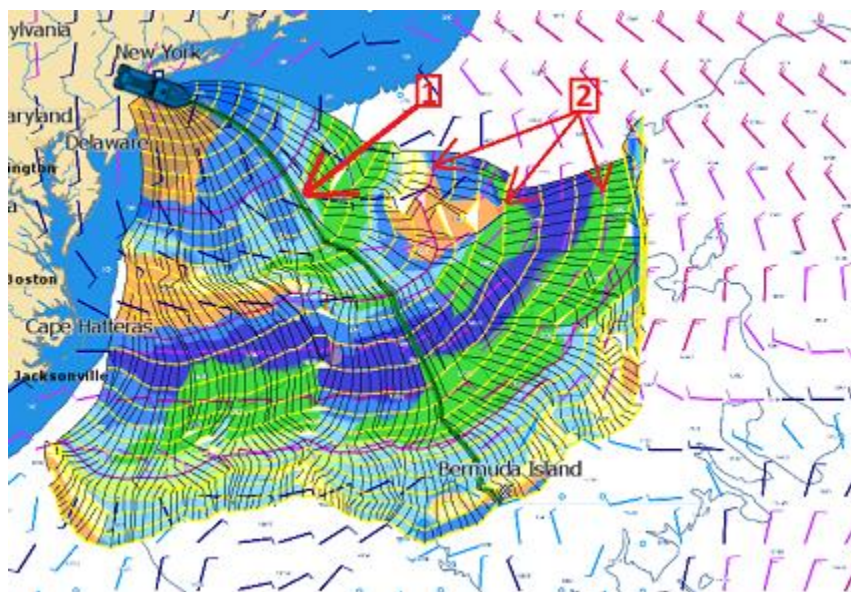 ylvania
New York
1
2
aryland
Delaware
ington
Boston
Cape Hatteras
Jacksonville
Bermuda Island